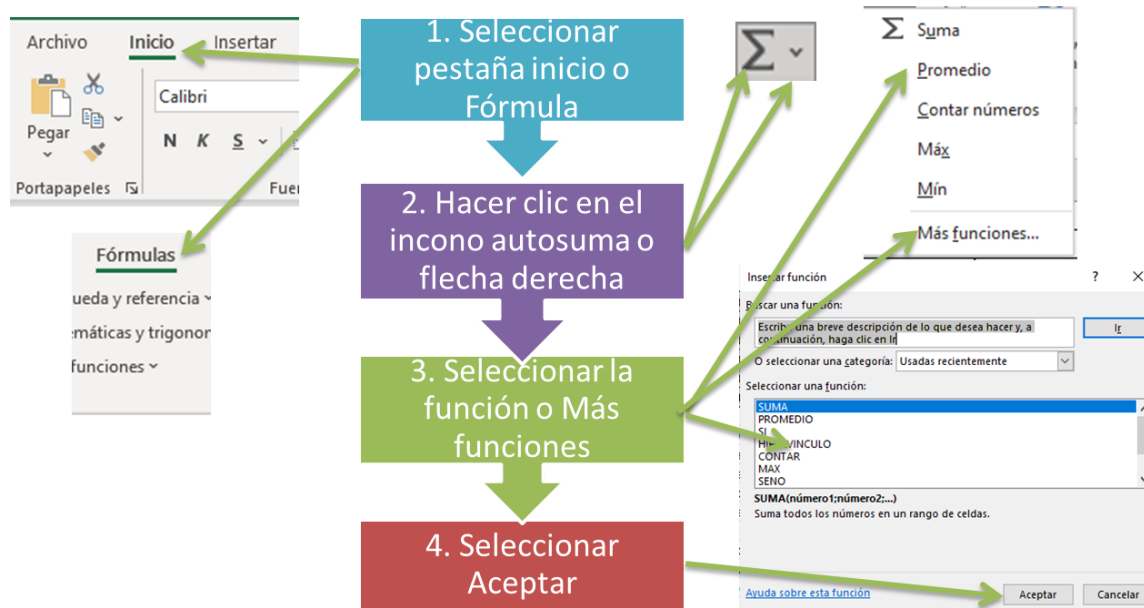 Archivo Inicio Insertar
Calibri
Pegar
N K S
Portapapeles
Fórmulas
ueda y referencia
funciones
1. Seleccionar
pestaña inicio o
Fórmula
2. Hacer clic en el
incono autosuma o
flecha derecha
3. Seleccionar la
función o Más
funciones
4. Seleccionar
Aceptar
Σ
Σ Suma
Promedio
Contar números
Máx
Mín
Más funciones...
Insertar función ? X
Buscar una función:
Escriba una breve descripción de lo que desea hacer y, a
continuación, haga clic en Ir
Ir
O seleccionar una categoría: Usadas recientemente
Seleccionar una función:
SUMA
PROMEDIO
SI
HIPERVINCULO
CONTAR
MAX
SENO
SUMA(número1;número2;...)
Suma todos los números en un rango de celdas.
Ayuda sobre esta función
Aceptar Cancelar